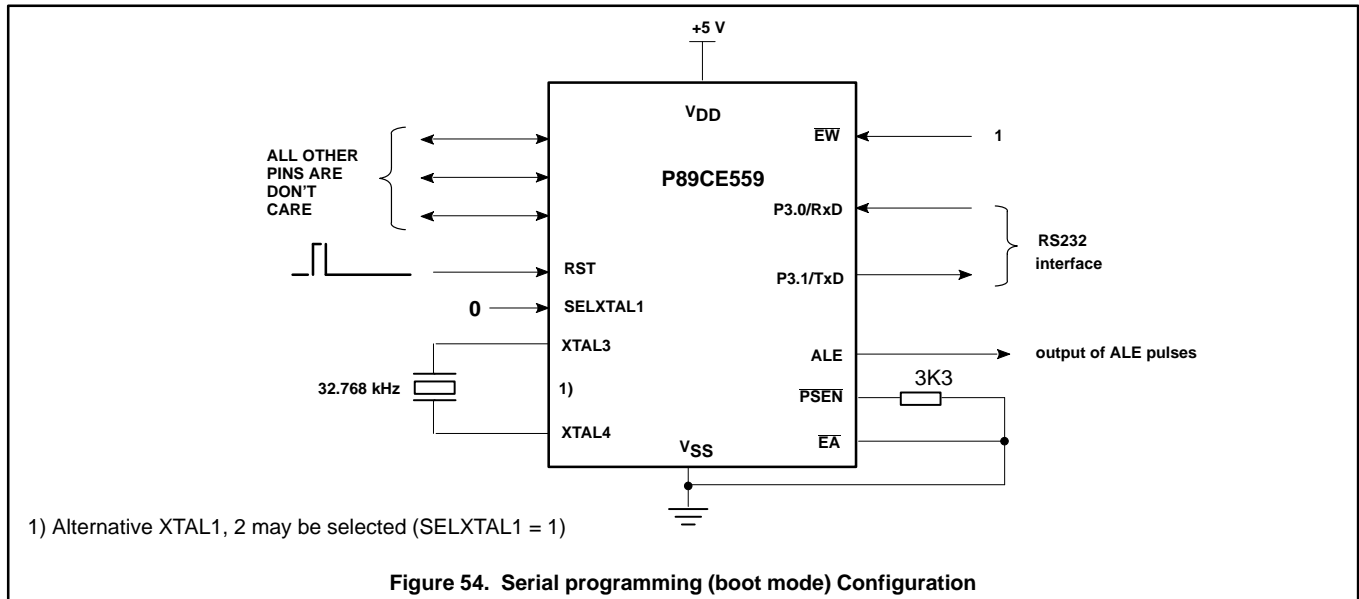 +5 V
VDD
EW
1
ALL OTHER
PINS ARE
DON'T
CARE
P89CE559
P3.0/RxD
RS232
interface
P3.1/TxD
RST
0
SELXTAL1
XTAL3
ALE
output of ALE pulses
3K3
32.768 kHz
1)
PSEN
XTAL4
EA
VSS
1) Alternative XTAL1, 2 may be selected (SELXTAL1 = 1)
Figure 54. Serial programming (boot mode) Configuration